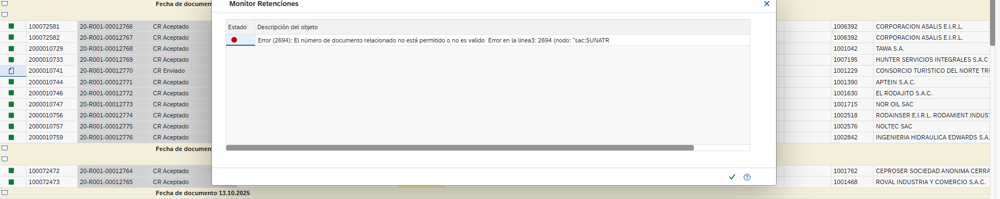 Fecha de documen
Monitor Retenciones
Estado Descripción del objeto
Error (2694): El número de documento relacionado no está permitido o no es valido Error en la linea3: 2694 (nodo: "sac:SUNATR
100072581 20-R001-00012766 CR Aceptado 1006392 CORPORACION ASALIS E.I.R.L.
100072582 20-R001-00012767 CR Aceptado 1006392 CORPORACION ASALIS E.I.R.L.
2000010729 20-R001-00012768 CR Aceptado 1001042 TAWA S.A.
2000010733 20-R001-00012769 CR Aceptado 1007195 HUNTER SERVICIOS INTEGRALES S.A.C
2000010741 20-R001-00012770 CR Enviado 1001229 CONSORCIO TURISTICO DEL NORTE TR
2000010744 20-R001-00012771 CR Aceptado 1001390 APTEIN S.A.C.
2000010746 20-R001-00012772 CR Aceptado 1001630 EL RODAJITO S.A.C.
2000010747 20-R001-00012773 CR Aceptado 1001715 NOR OIL SAC
2000010756 20-R001-00012774 CR Aceptado 1002518 RODAINSER E.I.R.L. RODAMIENT INDUST
2000010757 20-R001-00012775 CR Aceptado 1002576 NOLTEC SAC
2000010759 20-R001-00012776 CR Aceptado 1002842 INGENIERIA HIDRAULICA EDWARDS S.A.
Fecha de document
100072472 20-R001-00012764 CR Aceptado 1001762 CEPROSER SOCIEDAD ANONIMA CERRA
100072473 20-R001-00012765 CR Aceptado 1001468 ROVAL INDUSTRIA Y COMERCIO S.A.C.
Fecha de documento 13.10.2025